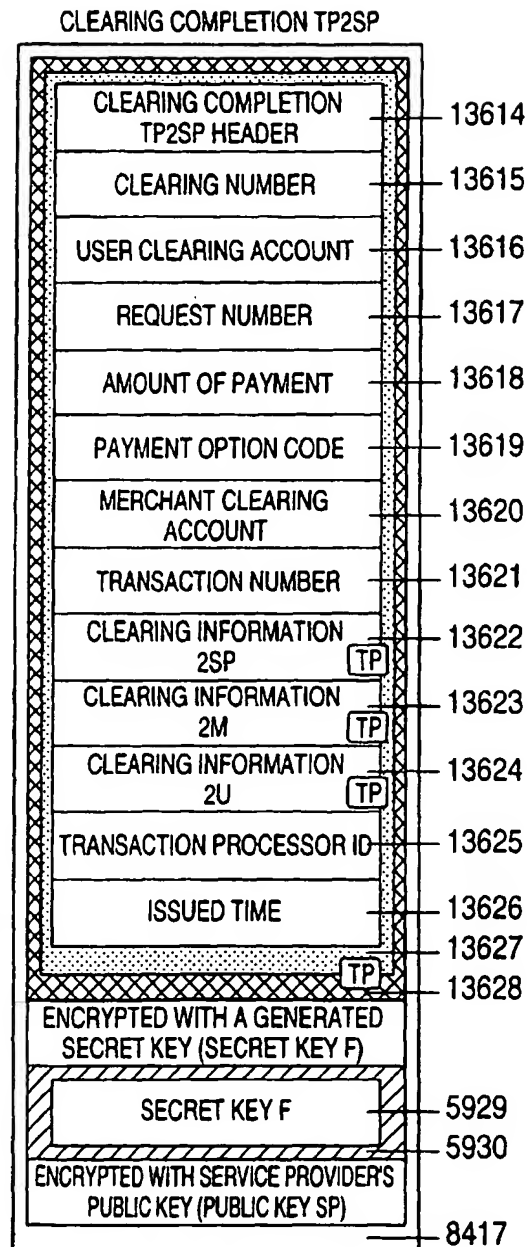 CLEARING COMPLETION TP2SP
CLEARING COMPLETION
TP2SP HEADER
13614
CLEARING NUMBER
13615
USER CLEARING ACCOUNT
13616
REQUEST NUMBER
13617
AMOUNT OF PAYMENT
13618
PAYMENT OPTION CODE
13619
MERCHANT CLEARING
ACCOUNT
13620
TRANSACTION NUMBER
13621
CLEARING INFORMATION
2SP
TP
13622
CLEARING INFORMATION
2M
TP
13623
CLEARING INFORMATION
2U
TP
13624
TRANSACTION PROCESSOR ID
13625
ISSUED TIME
13626
13627
TP
13628
ENCRYPTED WITH A GENERATED
SECRET KEY (SECRET KEY F)
SECRET KEY F
5929
5930
ENCRYPTED WITH SERVICE PROVIDER'S
PUBLIC KEY (PUBLIC KEY SP)
8417